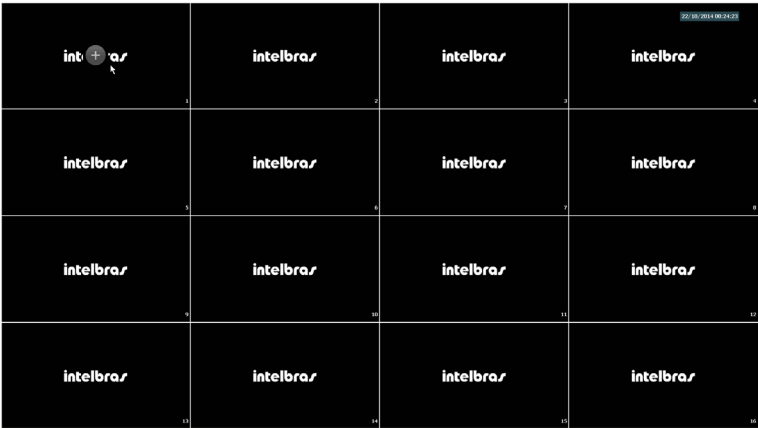 22/10/2014 00:24:23
intelbras
intelbras
intelbras
intelbras
1
2
3
4
intelbras
intelbras
intelbras
intelbras
5
6
7
8
intelbras
intelbras
intelbras
intelbras
9
10
11
12
intelbras
intelbras
intelbras
intelbras
13
14
15
16